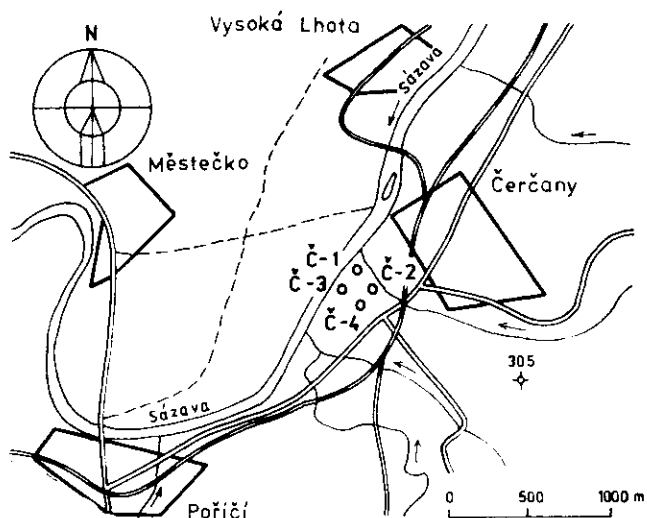 Vysoká Lhota
N
Sázava
Městečko
Čerčany
Č-1
Č-2
Č-3
Č-4
305
Sázava
Poříčí
0 500 1000 m